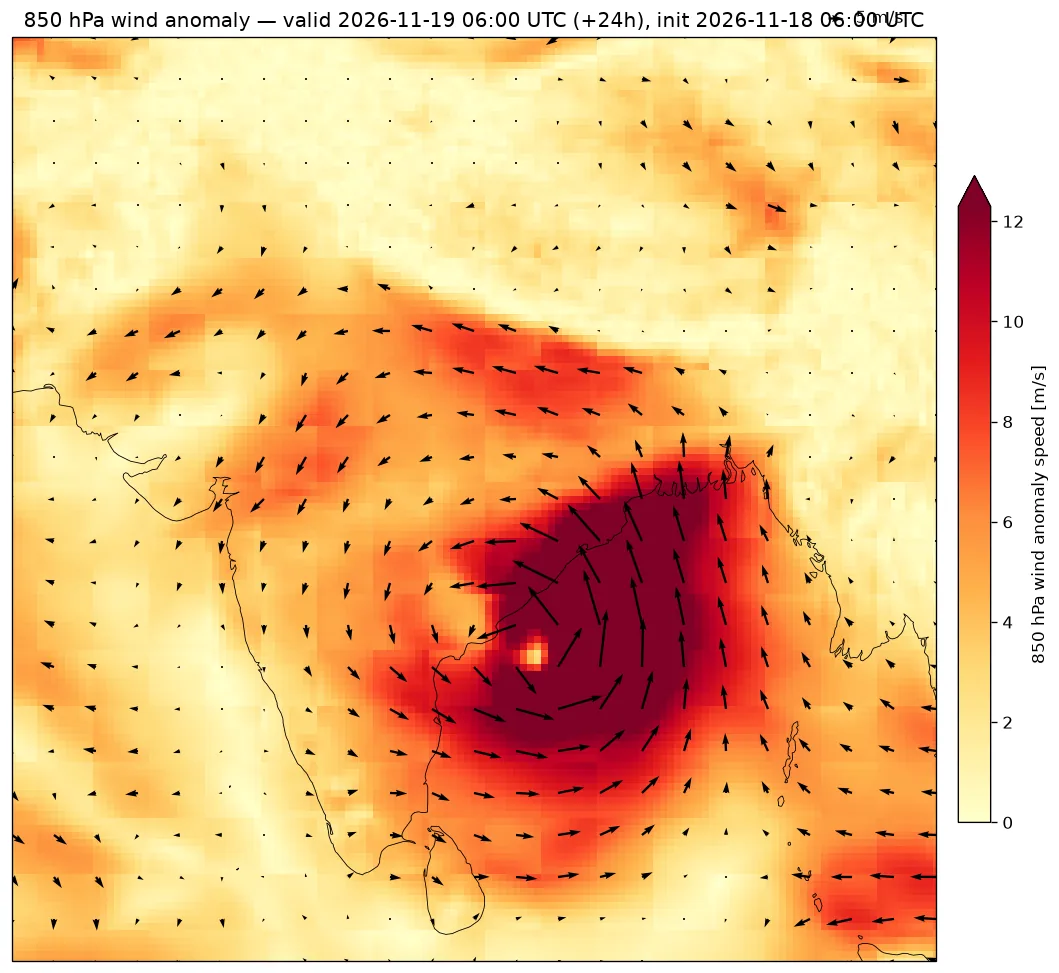 850 hPa wind anomaly — valid 2026-11-19 06:00 UTC (+24h), init 2026-11-18 06:00 UTC
5 m/s
12
10
8
6
4
2
0
850 hPa wind anomaly speed [m/s]